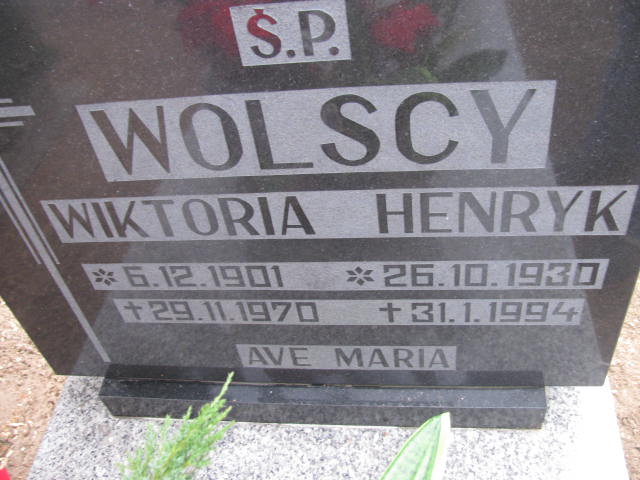 Ś.P.
WOLSCY
WIKTORIA HENRYK
* 6.12.1901 * 26.10.1930
✝ 29.11.1970 ✝ 31.1.1994
AVE MARIA